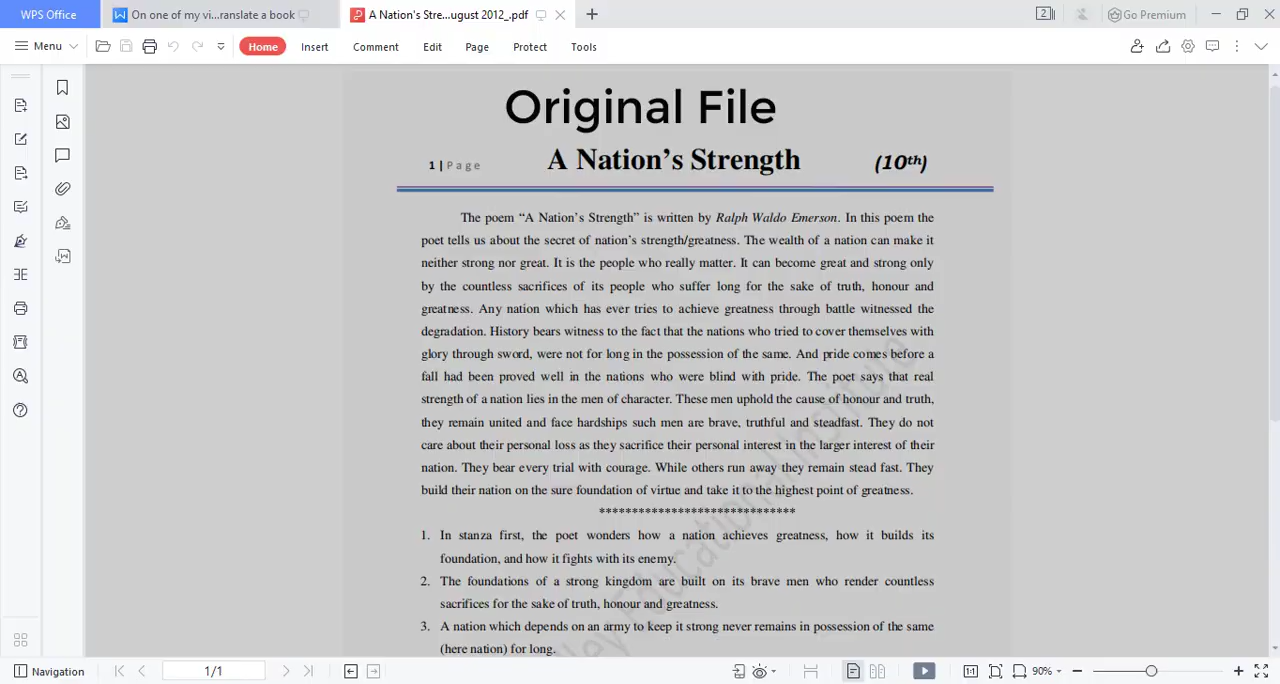 WPS Office
On one of my vi...ranslate a book
A Nation's Stre...ugust 2012_.pdf
2
Go Premium
Menu
Home
Insert
Comment
Edit
Page
Protect
Tools
Original File
1 | Page
A Nation’s Strength
(10th)
The poem “A Nation’s Strength” is written by Ralph Waldo Emerson. In this poem the
poet tells us about the secret of nation’s strength/greatness. The wealth of a nation can make it
neither strong nor great. It is the people who really matter. It can become great and strong only
by the countless sacrifices of its people who suffer long for the sake of truth, honour and
greatness. Any nation which has ever tries to achieve greatness through battle witnessed the
degradation. History bears witness to the fact that the nations who tried to cover themselves with
glory through sword, were not for long in the possession of the same. And pride comes before a
fall had been proved well in the nations who were blind with pride. The poet says that real
strength of a nation lies in the men of character. These men uphold the cause of honour and truth,
they remain united and face hardships such men are brave, truthful and steadfast. They do not
care about their personal loss as they sacrifice their personal interest in the larger interest of their
nation. They bear every trial with courage. While others run away they remain stead fast. They
build their nation on the sure foundation of virtue and take it to the highest point of greatness.
******************************
1. In stanza first, the poet wonders how a nation achieves greatness, how it builds its
foundation, and how it fights with its enemy.
2. The foundations of a strong kingdom are built on its brave men who render countless
sacrifices for the sake of truth, honour and greatness.
3. A nation which depends on an army to keep it strong never remains in possession of the same
(here nation) for long.
Educational Institute
Navigation
1/1
1:1
90%